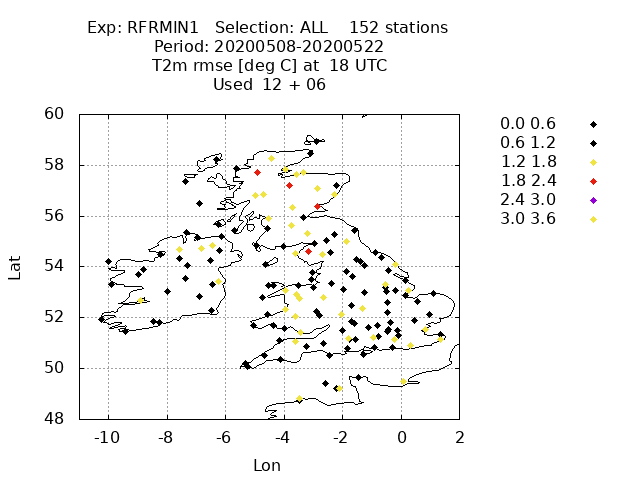 Exp: RFRMIN1 Selection: ALL 152 stations
Period: 20200508-20200522
T2m rmse [deg C] at 18 UTC
Used 12 + 06
60
58
56
54
52
50
48
Lat
-10 -8 -6 -4 -2 0 2
Lon
0.0 0.6
0.6 1.2
1.2 1.8
1.8 2.4
2.4 3.0
3.0 3.6